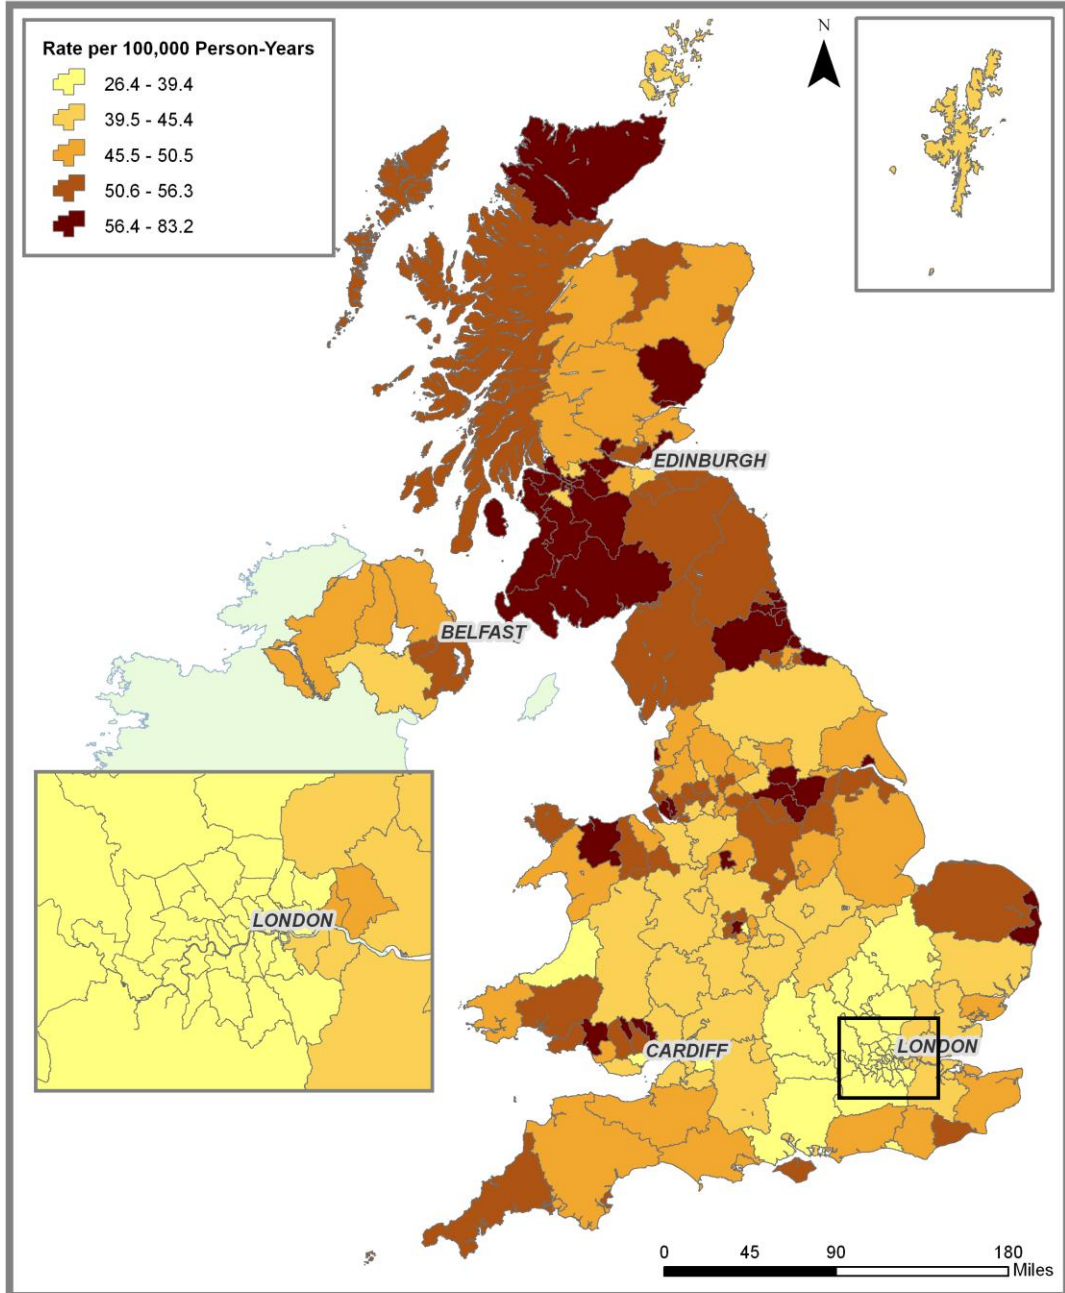 Rate per 100,000 Person-Years
26.4 - 39.4
39.5 - 45.4
45.5 - 50.5
50.6 - 56.3
56.4 - 83.2
N
EDINBURGH
BELFAST
LONDON
CARDIFF
LONDON
0 45 90 180
Miles